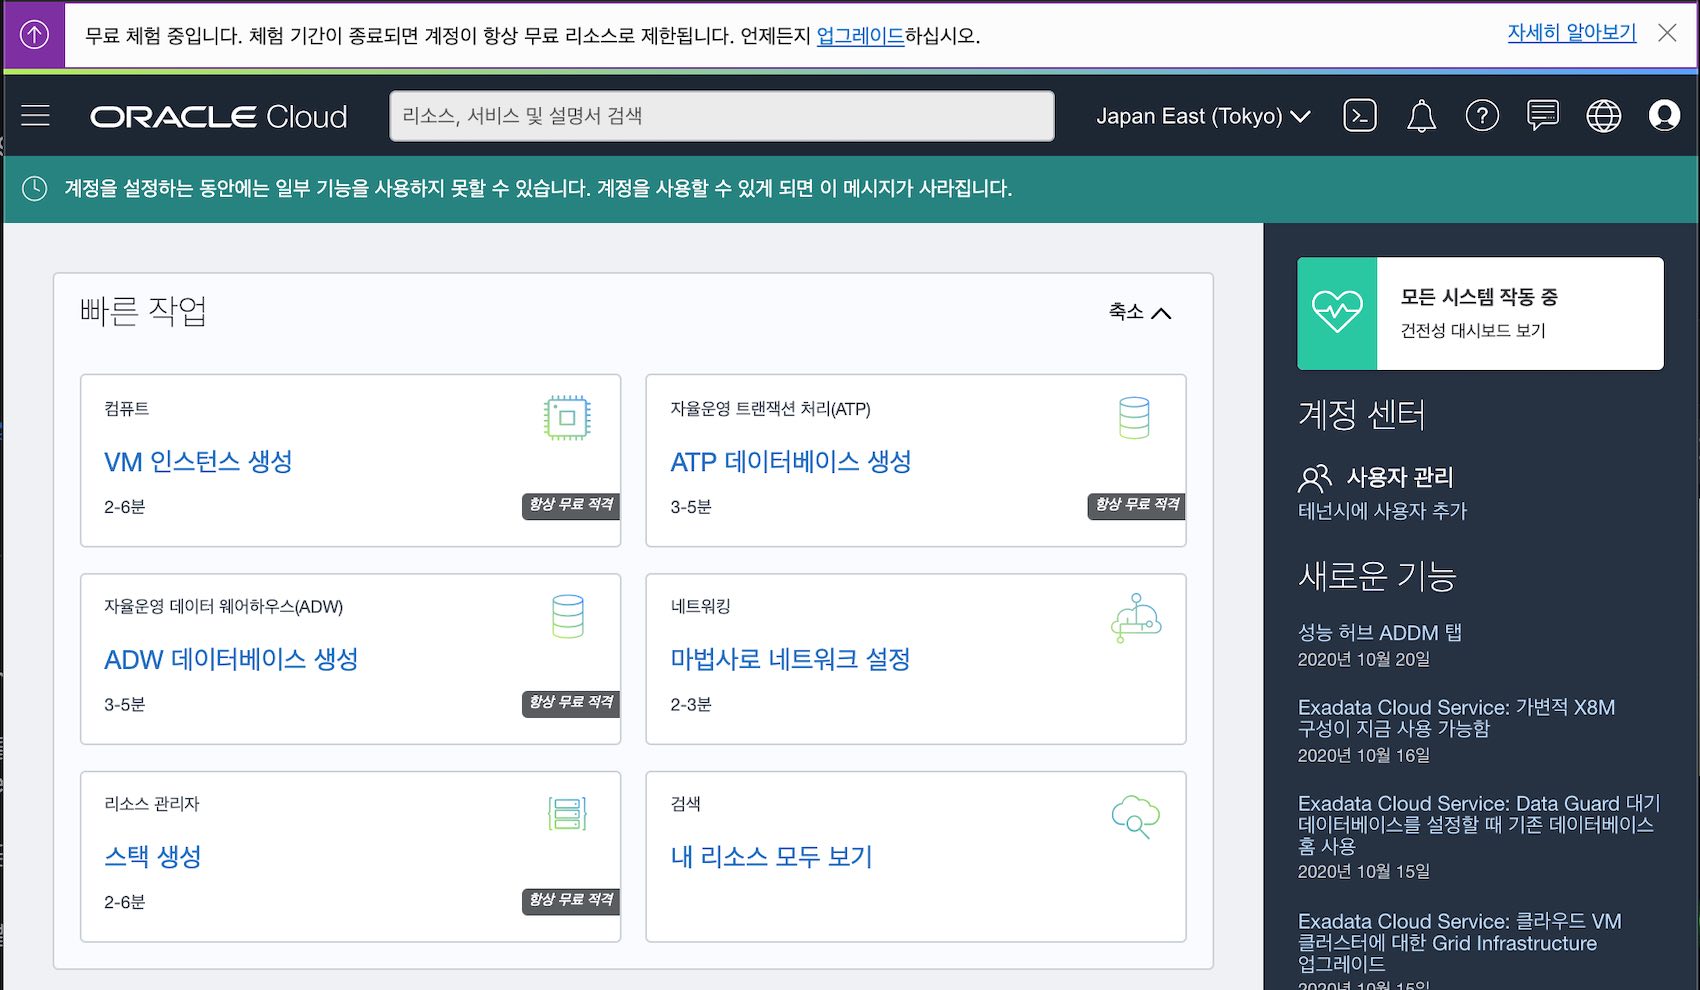 무료 체험 중입니다. 체험 기간이 종료되면 계정이 항상 무료 리소스로 제한됩니다. 언제든지 업그레이드하십시오.
자세히 알아보기
ORACLE Cloud
리소스, 서비스 및 설명서 검색
Japan East (Tokyo)
계정을 설정하는 동안에는 일부 기능을 사용하지 못할 수 있습니다. 계정을 사용할 수 있게 되면 이 메시지가 사라집니다.
빠른 작업
축소
컴퓨트
VM 인스턴스 생성
2-6분
항상 무료 적격
자율운영 트랜잭션 처리(ATP)
ATP 데이터베이스 생성
3-5분
항상 무료 적격
자율운영 데이터 웨어하우스(ADW)
ADW 데이터베이스 생성
3-5분
항상 무료 적격
네트워킹
마법사로 네트워크 설정
2-3분
리소스 관리자
스택 생성
2-6분
항상 무료 적격
검색
내 리소스 모두 보기
모든 시스템 작동 중
건전성 대시보드 보기
계정 센터
사용자 관리
테넌시에 사용자 추가
새로운 기능
성능 허브 ADDM 탭
2020년 10월 20일
Exadata Cloud Service: 가변적 X8M
구성이 지금 사용 가능함
2020년 10월 16일
Exadata Cloud Service: Data Guard 대기
데이터베이스를 설정할 때 기존 데이터베이스
홈 사용
2020년 10월 15일
Exadata Cloud Service: 클라우드 VM
클러스터에 대한 Grid Infrastructure
업그레이드
2020년 10월 15일